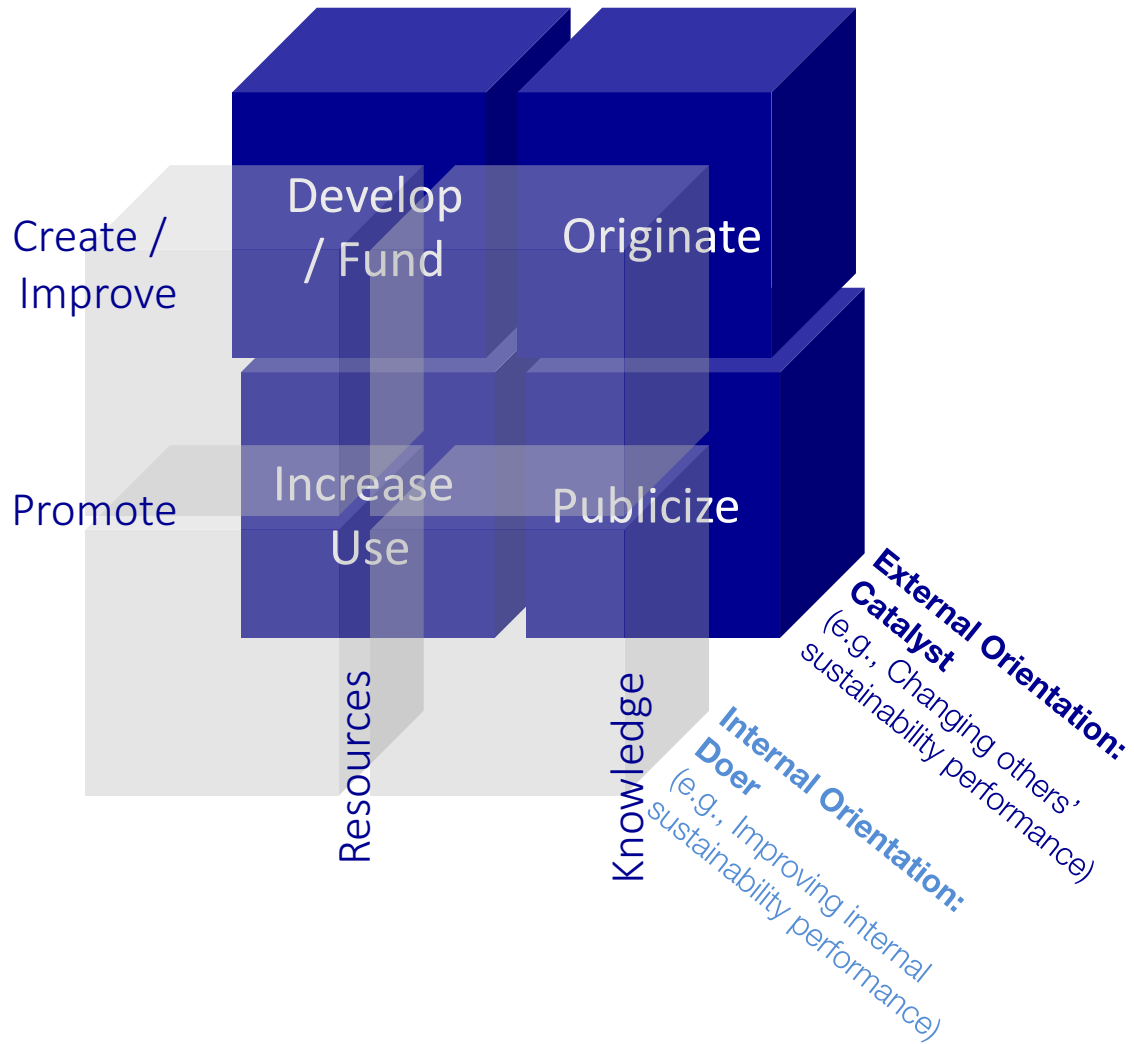 Develop
/ Fund
Originate
Create /
Improve
Increase
Use
Publicize
Promote
Resources
Knowledge
External Orientation:
Catalyst
(e.g., Changing others’
sustainability performance)
Internal Orientation:
Doer
(e.g., Improving internal
sustainability performance)